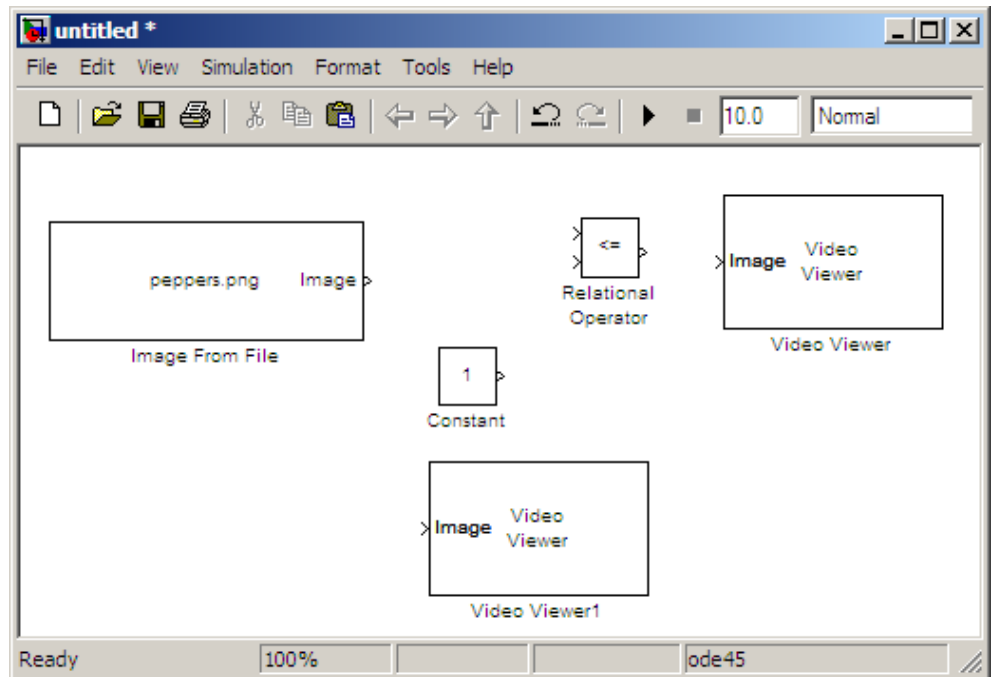 untitled *
File Edit View Simulation Format Tools Help
10.0 Normal
peppers.png Image
Image From File
<=
Relational
Operator
Image Video
Viewer
Video Viewer
1
Constant
Image Video
Viewer
Video Viewer1
Ready 100% ode45